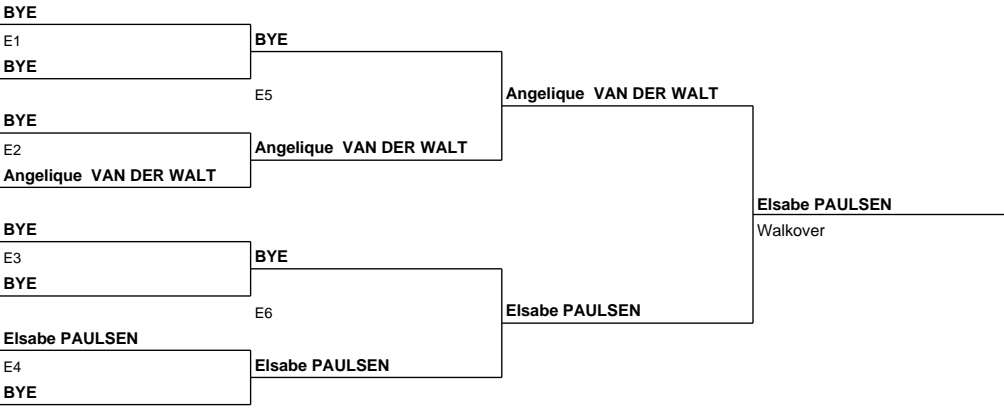 BYE
E1
BYE
BYE
E5
BYE
E2
Angelique VAN DER WALT
Angelique VAN DER WALT
Angelique VAN DER WALT
BYE
E3
BYE
BYE
E6
Elsabe PAULSEN
E4
BYE
Elsabe PAULSEN
Elsabe PAULSEN
Elsabe PAULSEN
Walkover